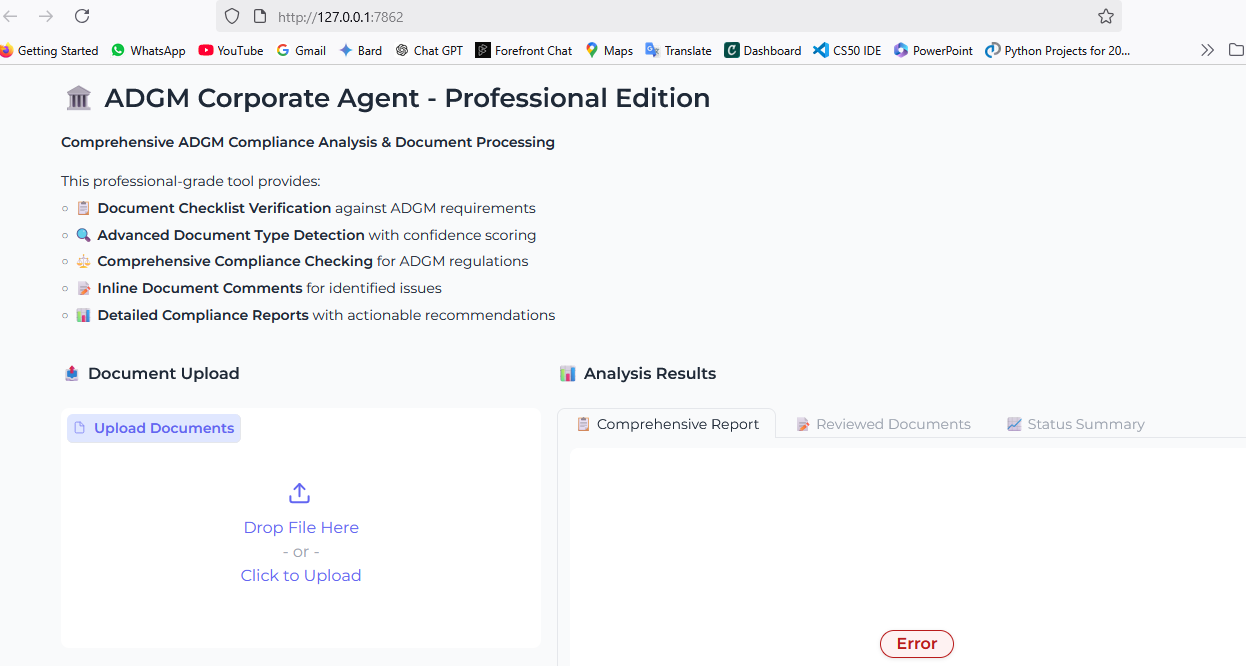 http://127.0.0.1:7862
Getting Started WhatsApp YouTube Gmail Bard Chat GPT Forefront Chat Maps Translate Dashboard CS50 IDE PowerPoint Python Projects for 20...
ADGM Corporate Agent - Professional Edition
Comprehensive ADGM Compliance Analysis & Document Processing
This professional-grade tool provides:
Document Checklist Verification against ADGM requirements
Advanced Document Type Detection with confidence scoring
Comprehensive Compliance Checking for ADGM regulations
Inline Document Comments for identified issues
Detailed Compliance Reports with actionable recommendations
Document Upload
Upload Documents
Drop File Here
- or -
Click to Upload
Analysis Results
Comprehensive Report Reviewed Documents Status Summary
Error